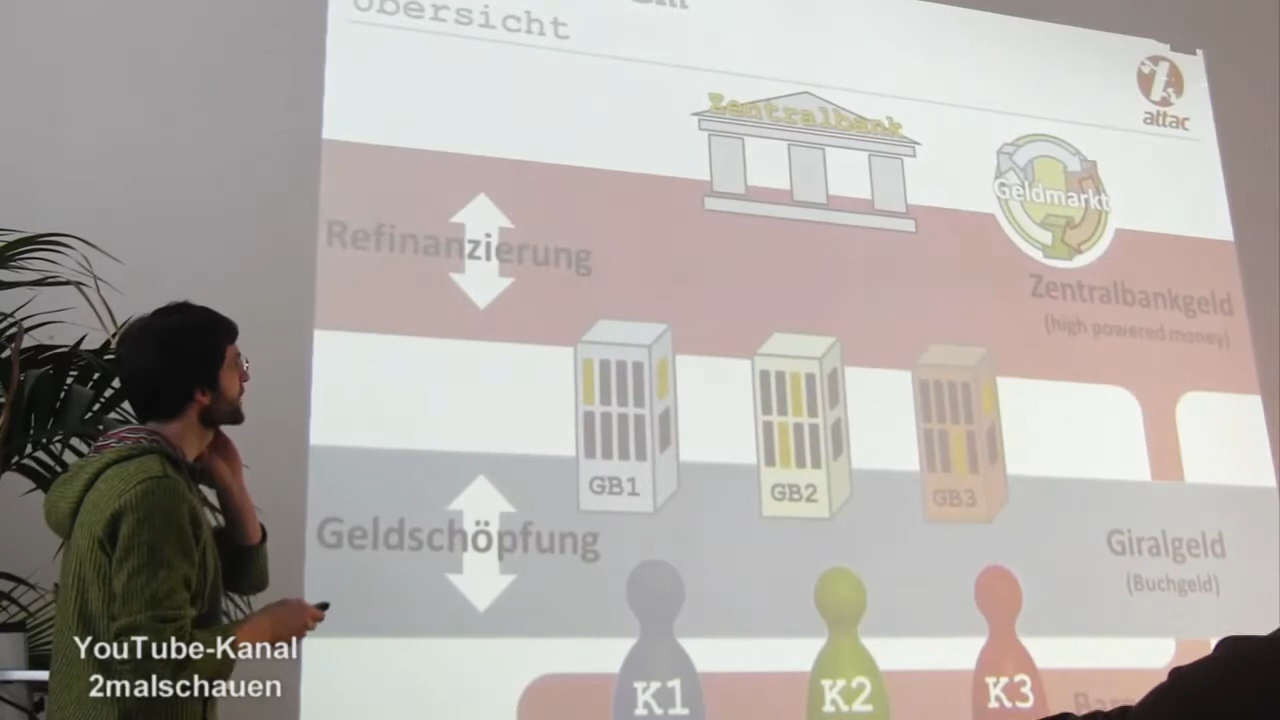 übersicht
attac
Zentralbank
Geldmarkt
Refinanzierung
Zentralbankgeld
(high powered money)
GB1
GB2
GB3
Geldschöpfung
Giralgeld
(Buchgeld)
K1
K2
K3
YouTube-Kanal
2malschauen